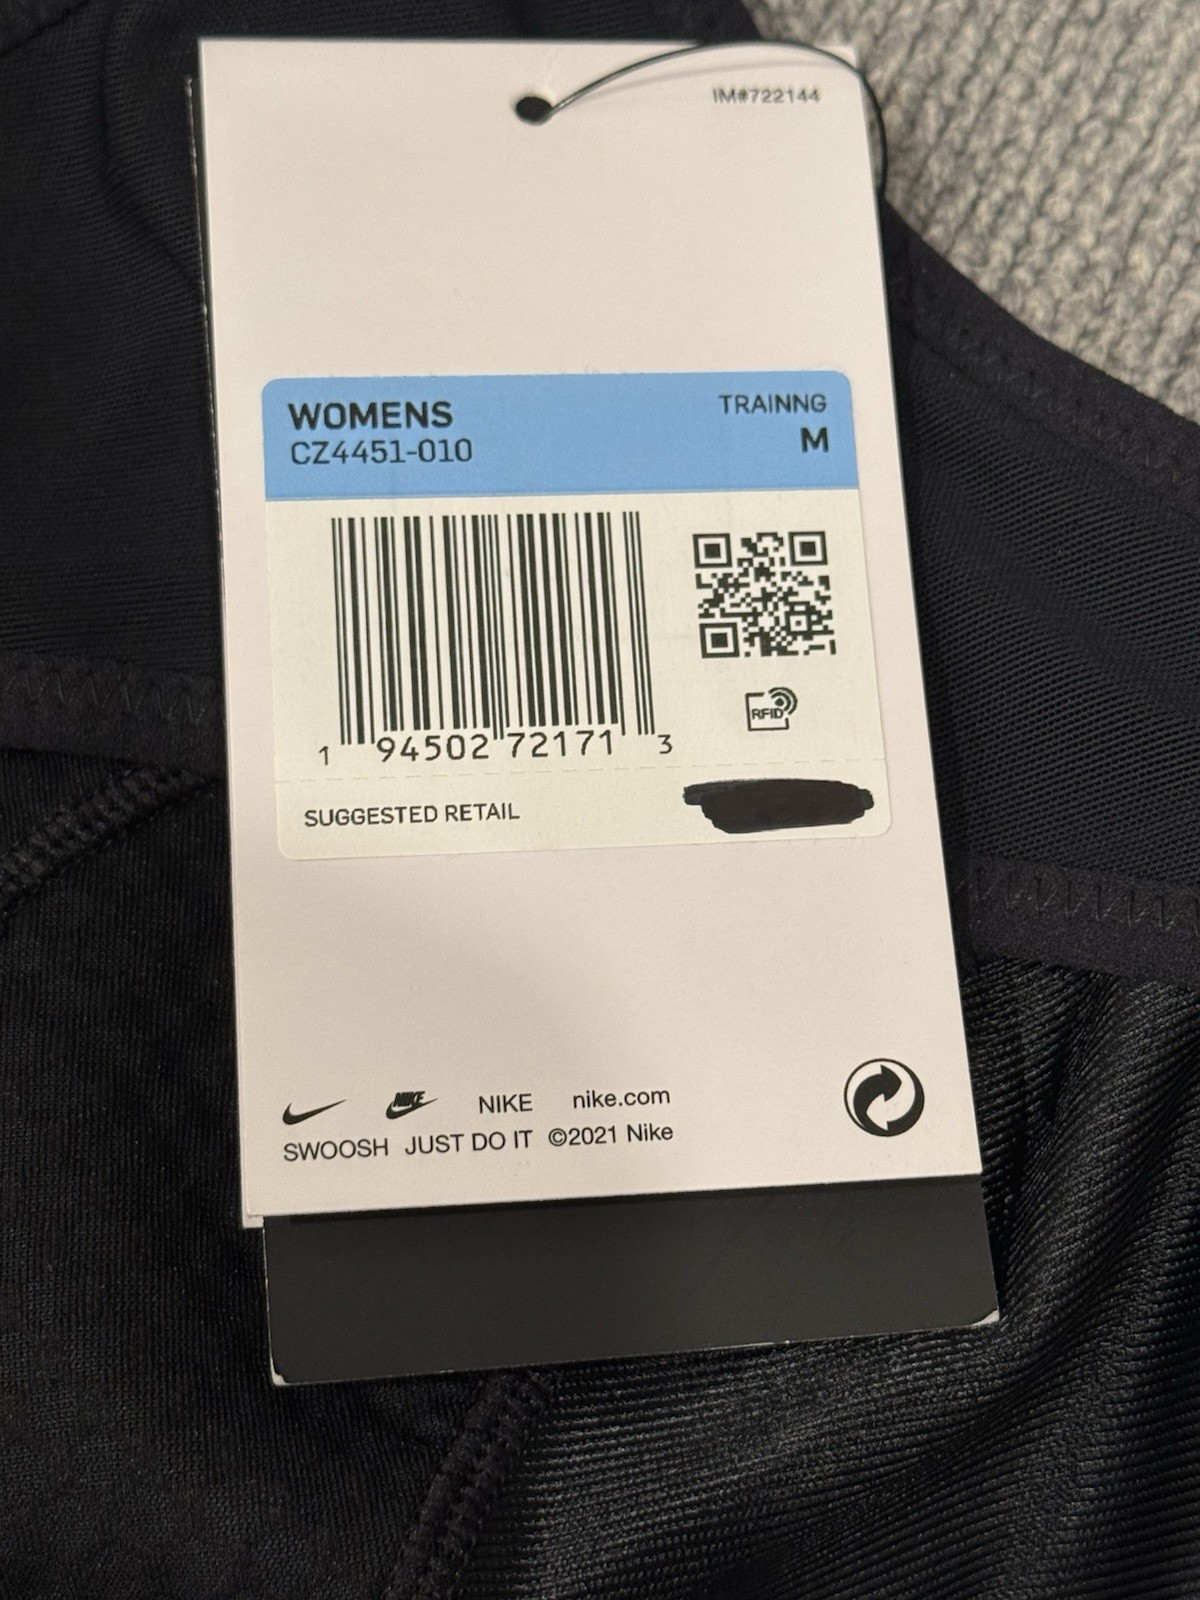 IM#722144
WOMENS
TRAINNG
CZ4451-010
M
RFID
1 94502 72171 3
SUGGESTED RETAIL
NIKE NIKE nike.com
SWOOSH JUST DO IT ©2021 Nike